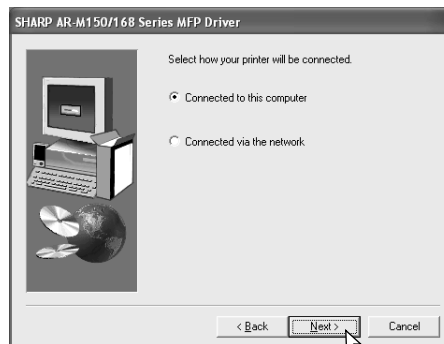 SHARP AR-M150/168 Series MFP Driver
Select how your printer will be connected.
Connected to this computer
Connected via the network
< Back Next > Cancel